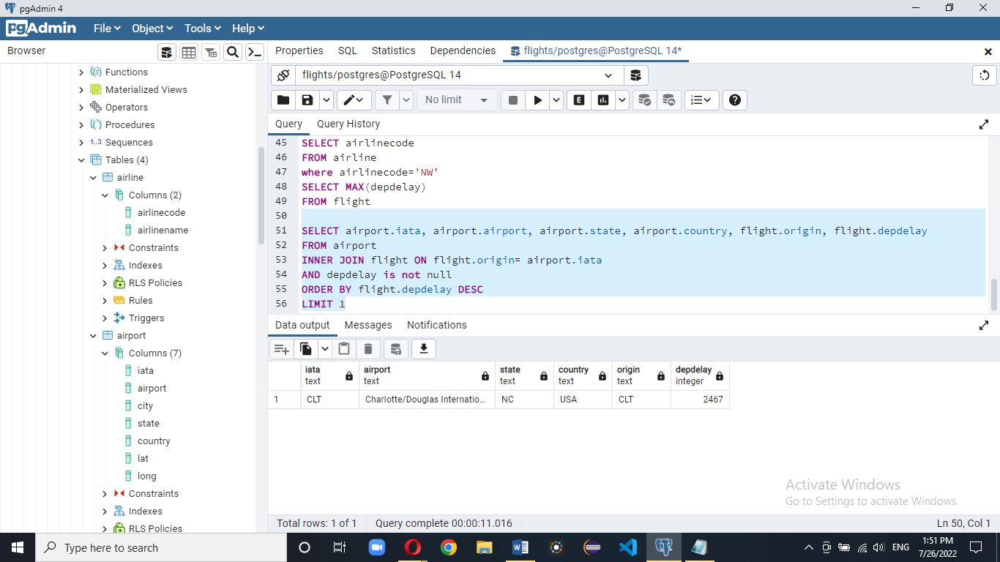 pgAdmin 4
pgAdmin File Object Tools Help
Browser
Properties SQL Statistics Dependencies flights/postgres@PostgreSQL 14*
Functions
Materialized Views
Operators
Procedures
1..3 Sequences
Tables (4)
airline
Columns (2)
airlinecode
airlinename
Constraints
Indexes
RLS Policies
Rules
Triggers
airport
Columns (7)
iata
airport
city
state
country
lat
long
Constraints
Indexes
RLS Policies
flights/postgres@PostgreSQL 14
No limit
E
Query Query History
45 SELECT airlinecode
46 FROM airline
47 where airlinecode='NW'
48 SELECT MAX(depdelay)
49 FROM flight
50
51 SELECT airport.iata, airport.airport, airport.state, airport.country, flight.origin, flight.depdelay
52 FROM airport
53 INNER JOIN flight ON flight.origin= airport.iata
54 AND depdelay is not null
55 ORDER BY flight.depdelay DESC
56 LIMIT 1
Data output Messages Notifications
iata airport state country origin depdelay
text text text text text integer
1 CLT Charlotte/Douglas Internatio... NC USA CLT 2467
Activate Windows
Go to Settings to activate Windows.
Total rows: 1 of 1 Query complete 00:00:11.016 Ln 50, Col 1
Type here to search
ENG
1:51 PM
7/26/2022